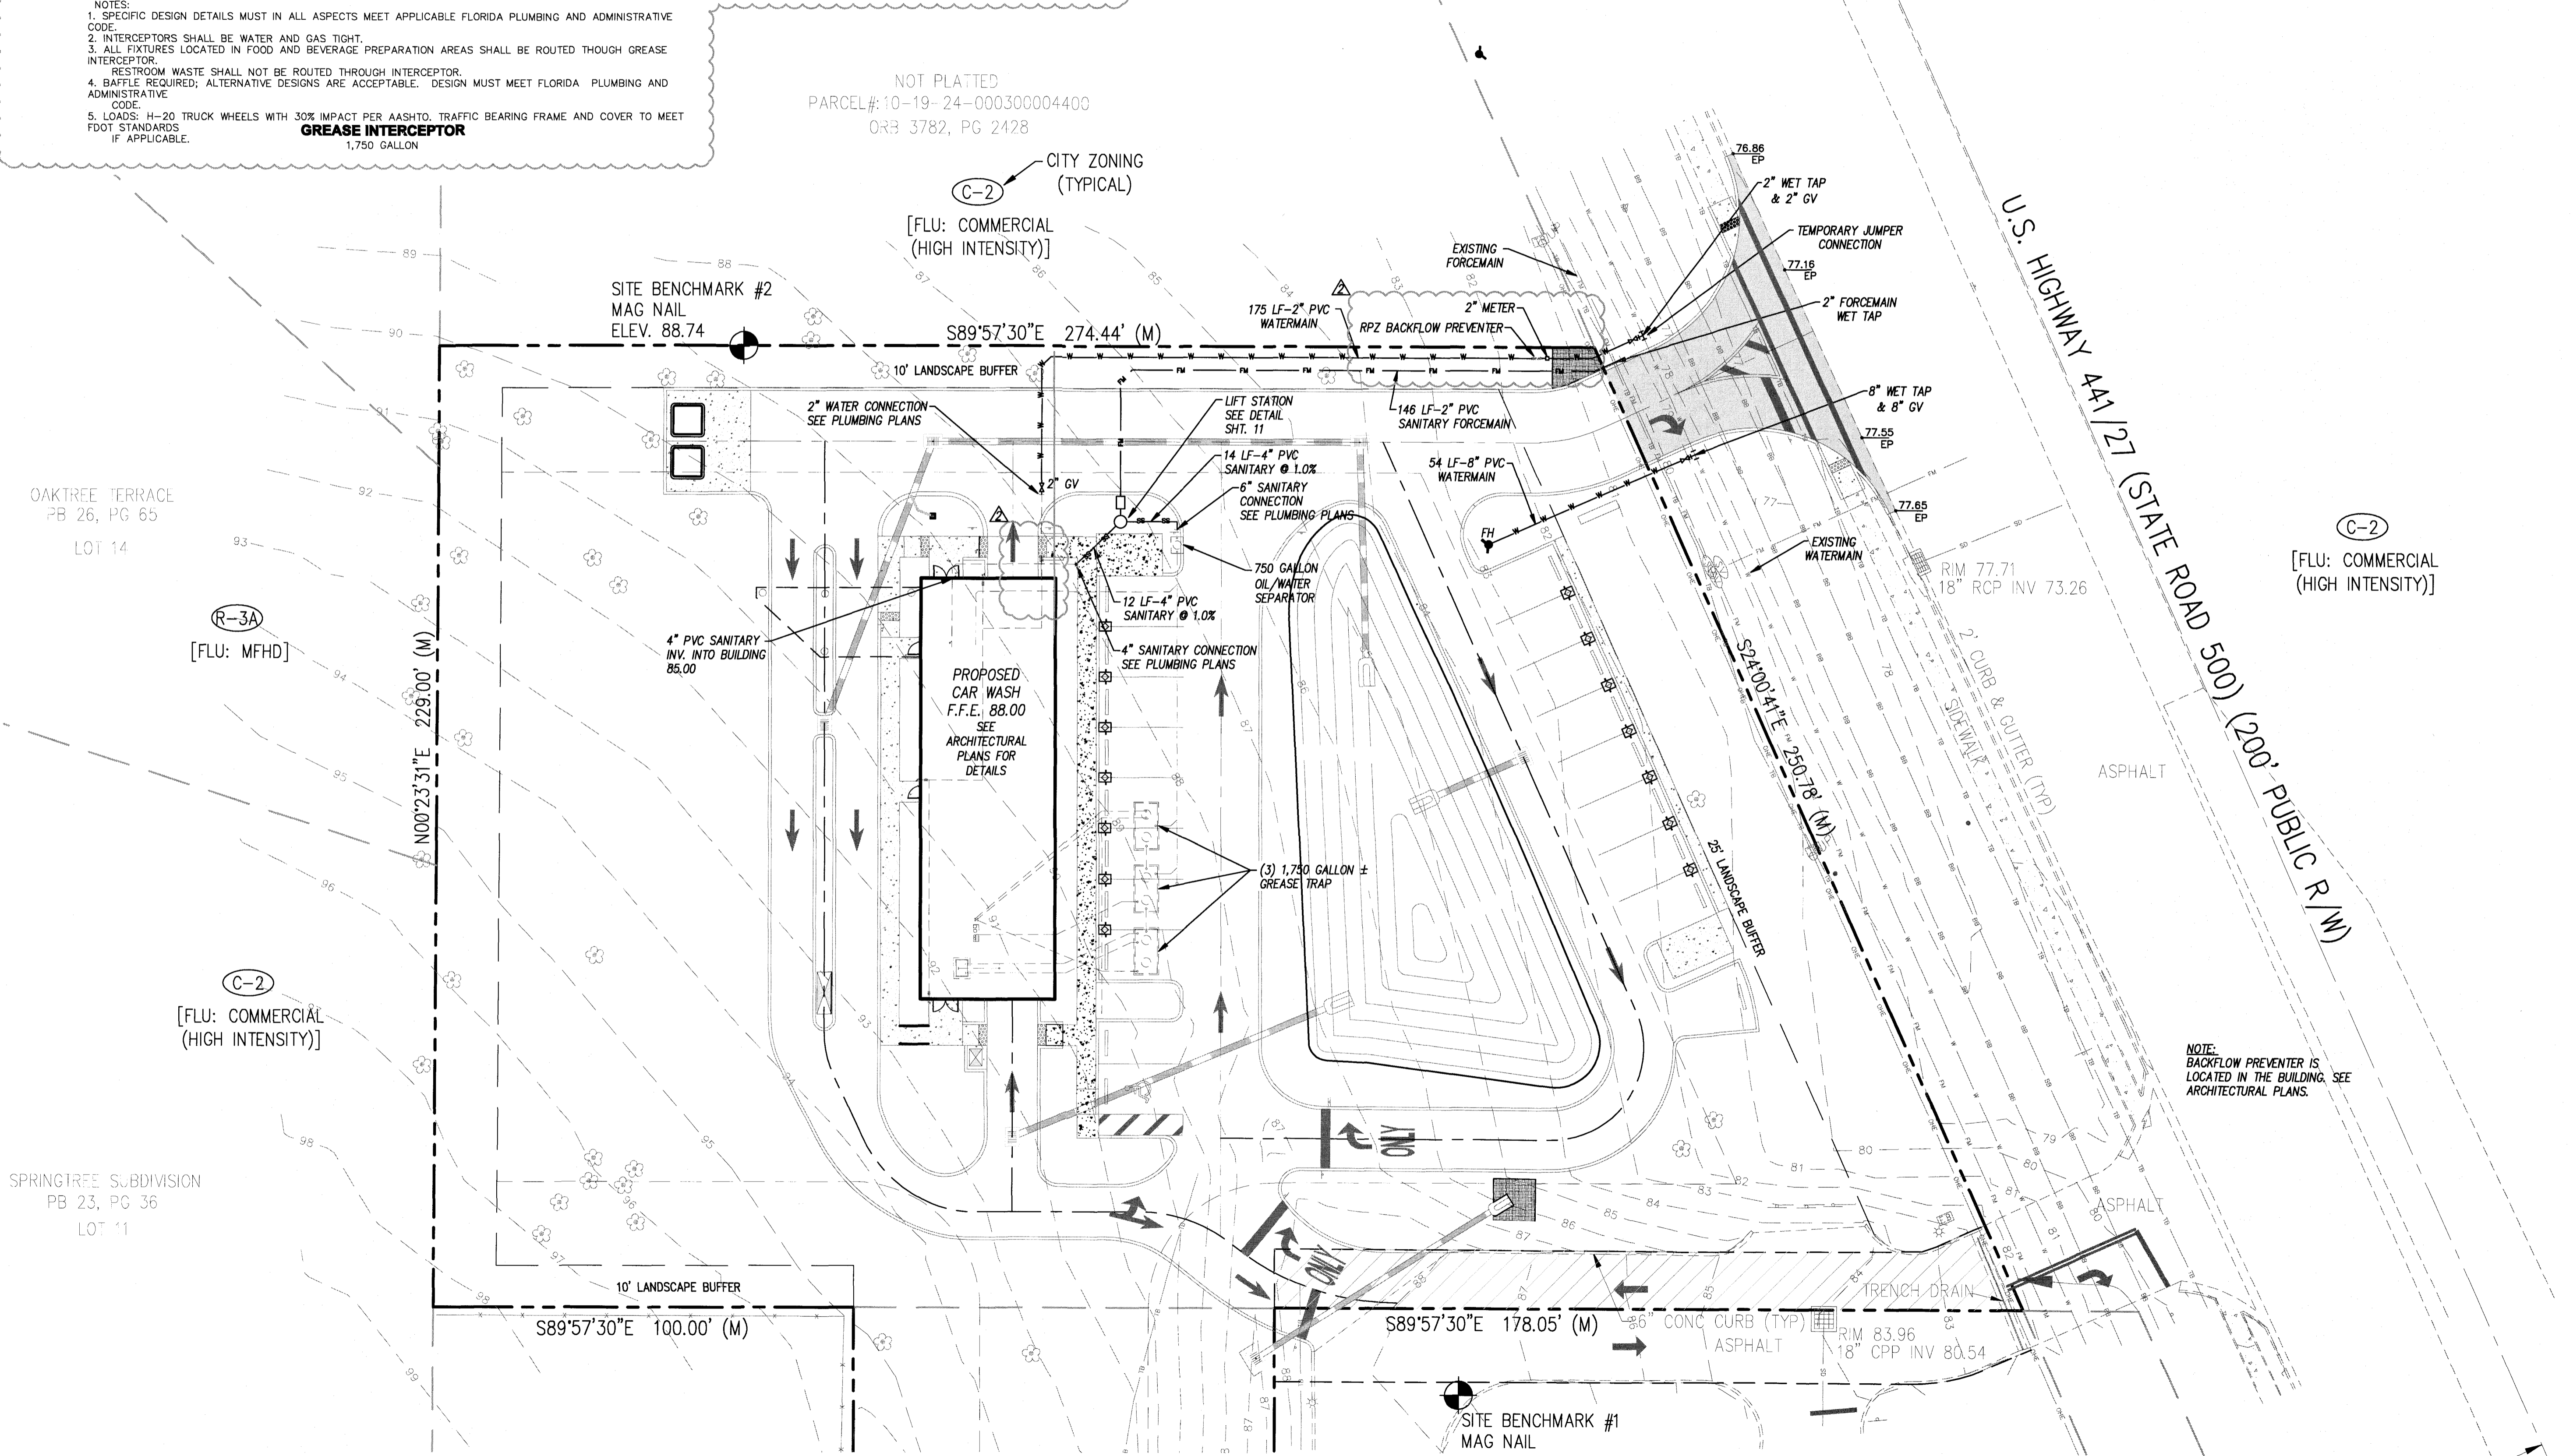 NOTES:
1. SPECIFIC DESIGN DETAILS MUST IN ALL ASPECTS MEET APPLICABLE FLORIDA PLUMBING AND ADMINISTRATIVE
CODE.
2. INTERCEPTORS SHALL BE WATER AND GAS TIGHT.
3. ALL FIXTURES LOCATED IN FOOD AND BEVERAGE PREPARATION AREAS SHALL BE ROUTED THOUGH GREASE
INTERCEPTOR.
RESTROOM WASTE SHALL NOT BE ROUTED THROUGH INTERCEPTOR.
4. BAFFLE REQUIRED; ALTERNATIVE DESIGNS ARE ACCEPTABLE. DESIGN MUST MEET FLORIDA PLUMBING AND
ADMINISTRATIVE
CODE.
5. LOADS: H-20 TRUCK WHEELS WITH 30% IMPACT PER AASHTO. TRAFFIC BEARING FRAME AND COVER TO MEET
FDOT STANDARDS
IF APPLICABLE.
GREASE INTERCEPTOR
1,750 GALLON
NOT PLATTED
PARCEL#:10-19-24-000300004400
ORB 3782, PG 2428
CITY ZONING
(TYPICAL)
C-2
[FLU: COMMERCIAL
(HIGH INTENSITY)]
76.86
EP
2" WET TAP
& 2" GV
TEMPORARY JUMPER
CONNECTION
77.16
EP
2" FORCEMAIN
WET TAP
EXISTING
FORCEMAIN
2
175 LF-2" PVC
WATERMAIN
2" METER
RPZ BACKFLOW PREVENTER
SITE BENCHMARK #2
MAG NAIL
ELEV. 88.74
S89°57'30"E 274.44' (M)
10' LANDSCAPE BUFFER
2" WATER CONNECTION
SEE PLUMBING PLANS
LIFT STATION
SEE DETAIL
SHT. 11
146 LF-2" PVC
SANITARY FORCEMAIN
8" WET TAP
& 8" GV
77.55
EP
14 LF-4" PVC
SANITARY @ 1.0%
54 LF-8" PVC
WATERMAIN
2" GV
6" SANITARY
CONNECTION
SEE PLUMBING PLANS
77.65
EP
2
FH
EXISTING
WATERMAIN
OAKTREE TERRACE
PB 26, PG 65
LOT 14
U.S. HIGHWAY 441/27 (STATE ROAD 500) (200' PUBLIC R/W)
C-2
[FLU: COMMERCIAL
(HIGH INTENSITY)]
RIM 77.71
18" RCP INV 73.26
750 GALLON
OIL/WATER
SEPARATOR
12 LF-4" PVC
SANITARY @ 1.0%
R-3A
[FLU: MFHD]
4" PVC SANITARY
INV. INTO BUILDING
85.00
4" SANITARY CONNECTION
SEE PLUMBING PLANS
N00°23'31"E 229.00' (M)
PROPOSED
CAR WASH
F.F.E. 88.00
SEE
ARCHITECTURAL
PLANS FOR
DETAILS
S24°00'41"E 250.78' (M)
2' CURB & GUTTER (TYP)
SIDEWALK
ASPHALT
(3) 1,750 GALLON ±
GREASE TRAP
25' LANDSCAPE BUFFER
C-2
[FLU: COMMERCIAL
(HIGH INTENSITY)]
NOTE:
BACKFLOW PREVENTER IS
LOCATED IN THE BUILDING. SEE
ARCHITECTURAL PLANS.
ONLY
SPRINGTREE SUBDIVISION
PB 23, PG 36
LOT 11
ONLY
ASPHALT
10' LANDSCAPE BUFFER
TRENCH DRAIN
S89°57'30"E 100.00' (M)
S89°57'30"E 178.05' (M)
6" CONC CURB (TYP)
ASPHALT
RIM 83.96
18" CPP INV 80.54
SITE BENCHMARK #1
MAG NAIL